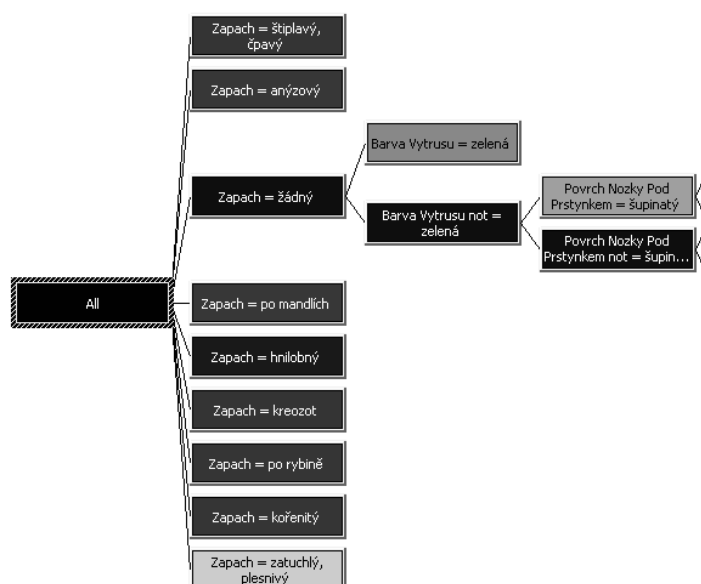 Zapach = štiplavý,
čpavý
Zapach = anýzový
Barva Vytrusu = zelená
Zapach = žádný
Barva Vytrusu not =
zelená
Povrch Nozky Pod
Prstynkem = šupinatý
Povrch Nozky Pod
Prstynkem not = šupin...
All
Zapach = po mandlích
Zapach = hnilobný
Zapach = kreozot
Zapach = po rybině
Zapach = kořenitý
Zapach = zatuchlý,
plesnivý